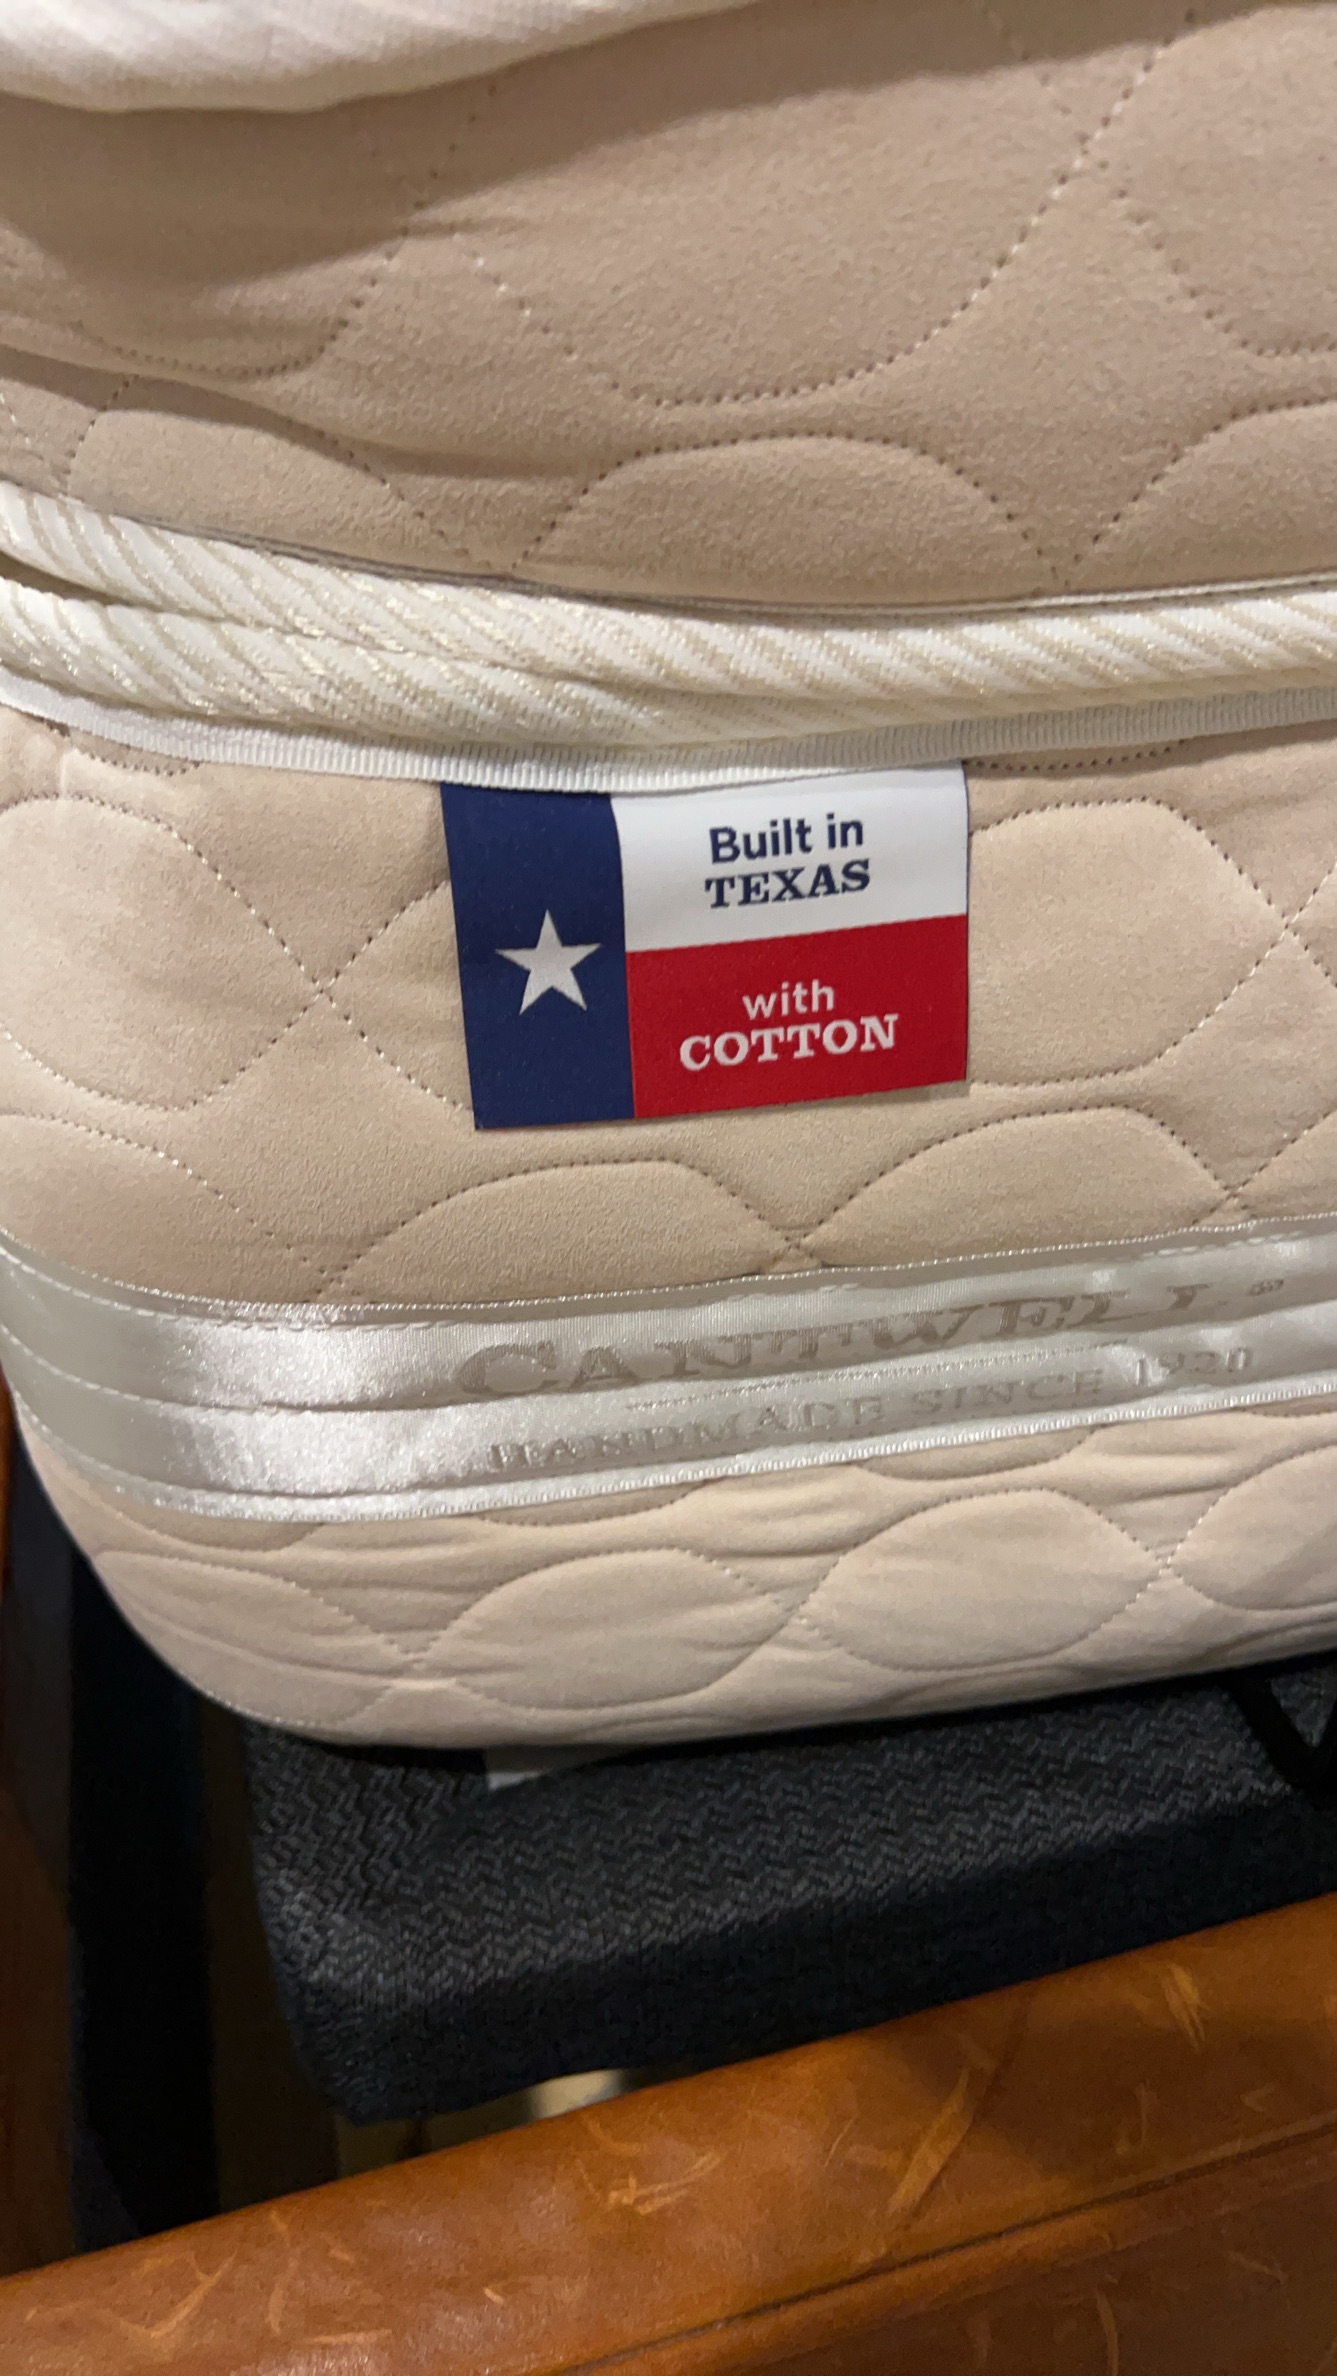 Built in
TEXAS
with
COTTON
CANTWELL®
HANDMADE SINCE 1920